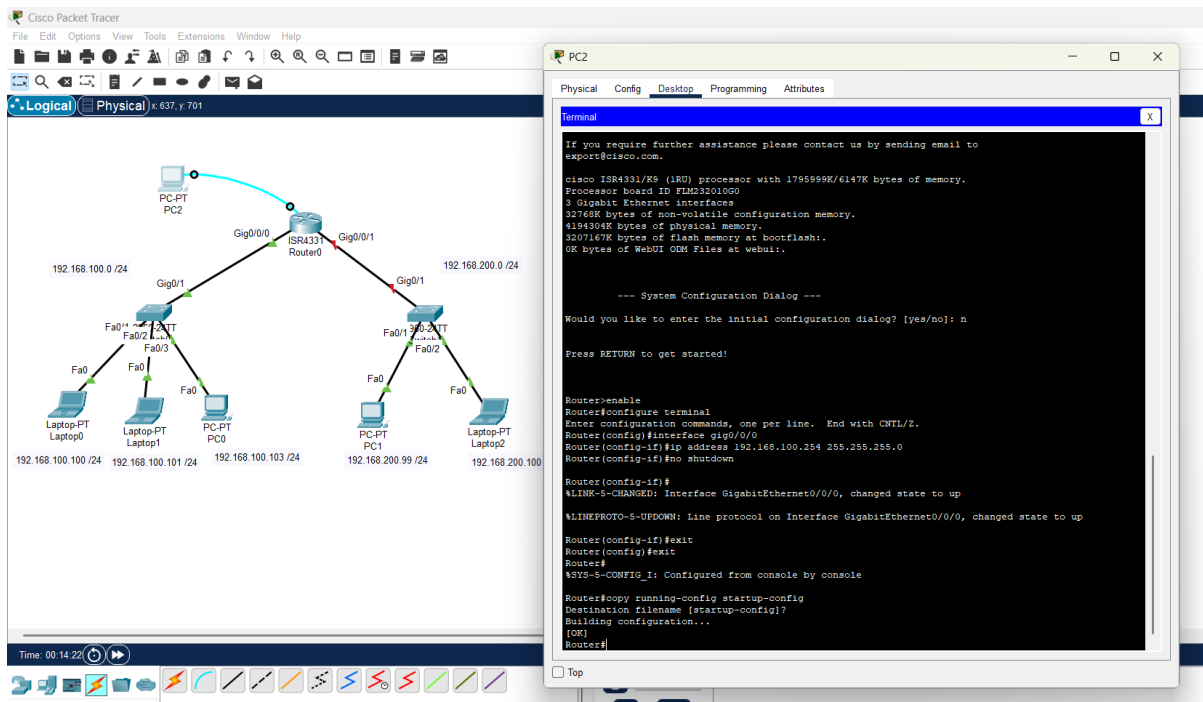 Cisco Packet Tracer
File Edit Options View Tools Extensions Window Help
Logical Physical x: 637, y: 701
PC-PT
PC2
Gig0/0/0
ISR4331
Router0
Gig0/0/1
192.168.100.0 /24
192.168.200.0 /24
Gig0/1
Gig0/1
Fa0/2
Fa0/3
Fa0/1
Fa0/2
Fa0
Fa0
Fa0
Fa0
Fa0
Laptop-PT
Laptop0
Laptop-PT
Laptop1
PC-PT
PC0
PC-PT
PC1
Laptop-PT
Laptop2
192.168.100.100 /24
192.168.100.101 /24
192.168.100.103 /24
192.168.200.99 /24
192.168.200.100
Time: 00:14:22
PC2
Physical Config Desktop Programming Attributes
Terminal X
If you require further assistance please contact us by sending email to
export@cisco.com.
cisco ISR4331/K9 (1RU) processor with 1795999K/6147K bytes of memory.
Processor board ID FLM232010G0
3 Gigabit Ethernet interfaces
32768K bytes of non-volatile configuration memory.
4194304K bytes of physical memory.
3207167K bytes of flash memory at bootflash:.
0K bytes of WebUI ODM Files at webui:.
--- System Configuration Dialog ---
Would you like to enter the initial configuration dialog? [yes/no]: n
Press RETURN to get started!
Router>enable
Router#configure terminal
Enter configuration commands, one per line. End with CNTL/Z.
Router(config)#interface gig0/0/0
Router(config-if)#ip address 192.168.100.254 255.255.255.0
Router(config-if)#no shutdown
Router(config-if)#
%LINK-5-CHANGED: Interface GigabitEthernet0/0/0, changed state to up
%LINEPROTO-5-UPDOWN: Line protocol on Interface GigabitEthernet0/0/0, changed state to up
Router(config-if)#exit
Router(config)#exit
Router#
%SYS-5-CONFIG_I: Configured from console by console
Router#copy running-config startup-config
Destination filename [startup-config]?
Building configuration...
[OK]
Router#
Top